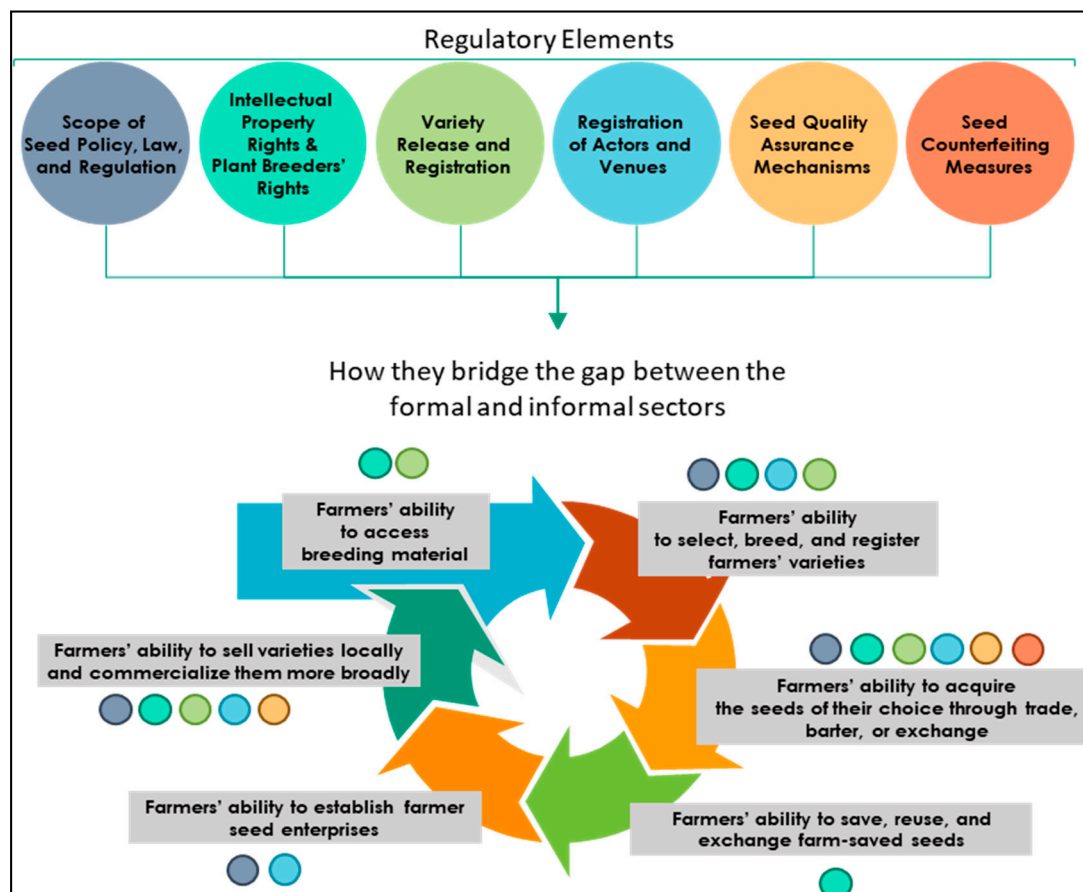 Regulatory Elements
Scope of
Seed Policy, Law,
and Regulation
Intellectual
Property
Rights &
Plant Breeders'
Rights
Variety
Release and
Registration
Registration
of Actors and
Venues
Seed Quality
Assurance
Mechanisms
Seed
Counterfeiting
Measures
How they bridge the gap between the
formal and informal sectors
Farmers' ability
to access
breeding material
Farmers' ability
to select, breed, and register
farmers' varieties
Farmers' ability to sell varieties locally
and commercialize them more broadly
Farmers' ability to acquire
the seeds of their choice through trade,
barter, or exchange
Farmers' ability to establish farmer
seed enterprises
Farmers' ability to save, reuse, and
exchange farm-saved seeds